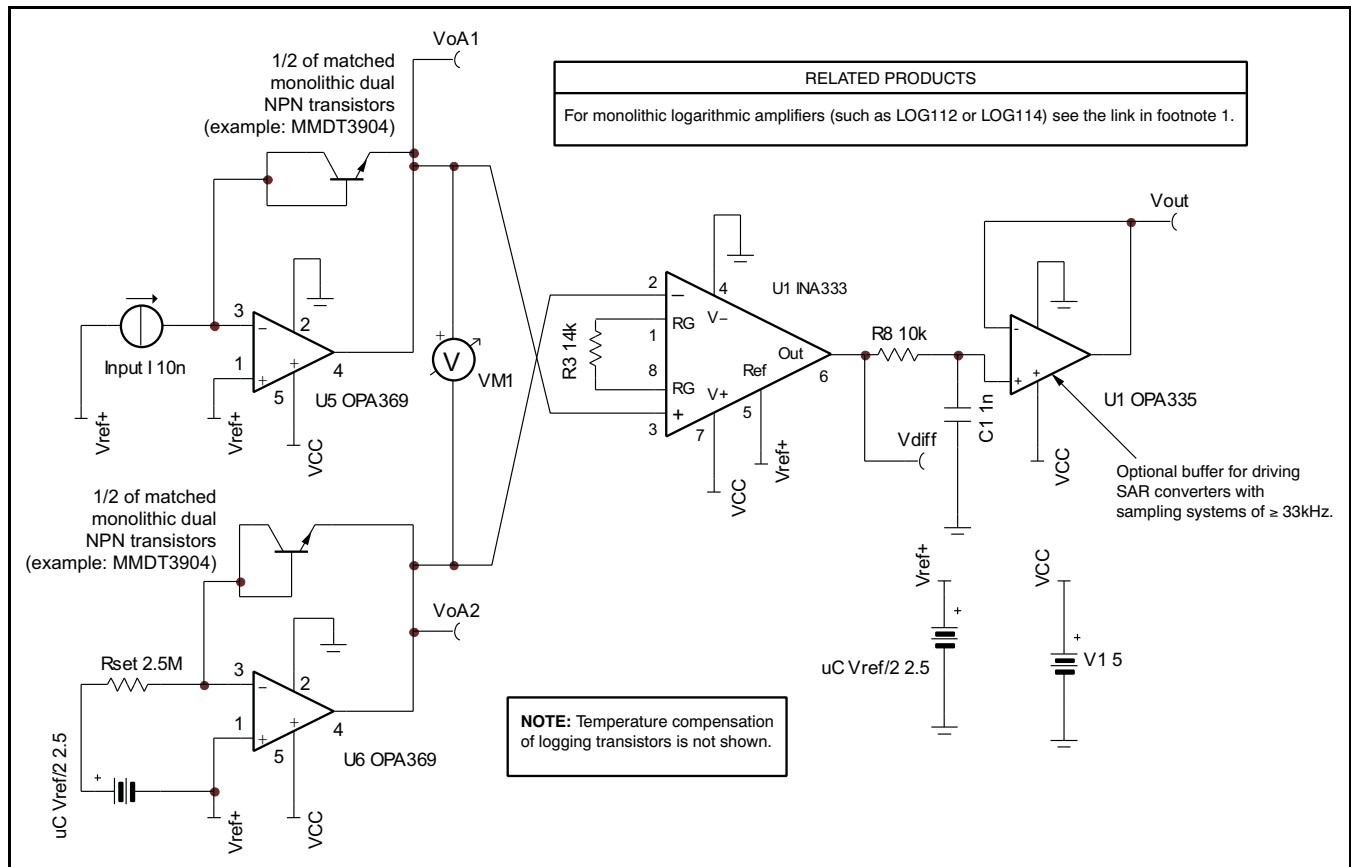 VoA1
1/2 of matched
monolithic dual
NPN transistors
(example: MMDT3904)
RELATED PRODUCTS
For monolithic logarithmic amplifiers (such as LOG112 or LOG114) see the link in footnote 1.
Input I 10n
Vref+
Vref+
3
−
1
+
2
+
5
4
U5 OPA369
VCC
+
V
VM1
2
−
4
V−
U1 INA333
RG
1
R3 14k
8
RG
Out
6
Ref
5
V+
+
3
7
VCC
Vref+
R8 10k
Vdiff
C1 1n
Vout
-
+
+
U1 OPA335
VCC
Optional buffer for driving
SAR converters with
sampling systems of ≥ 33kHz.
1/2 of matched
monolithic dual
NPN transistors
(example: MMDT3904)
VoA2
Rset 2.5M
3
−
1
+
2
+
5
4
U6 OPA369
uC Vref/2 2.5
+
Vref+
VCC
NOTE: Temperature compensation
of logging transistors is not shown.
Vref+
+
uC Vref/2 2.5
VCC
+
V1 5